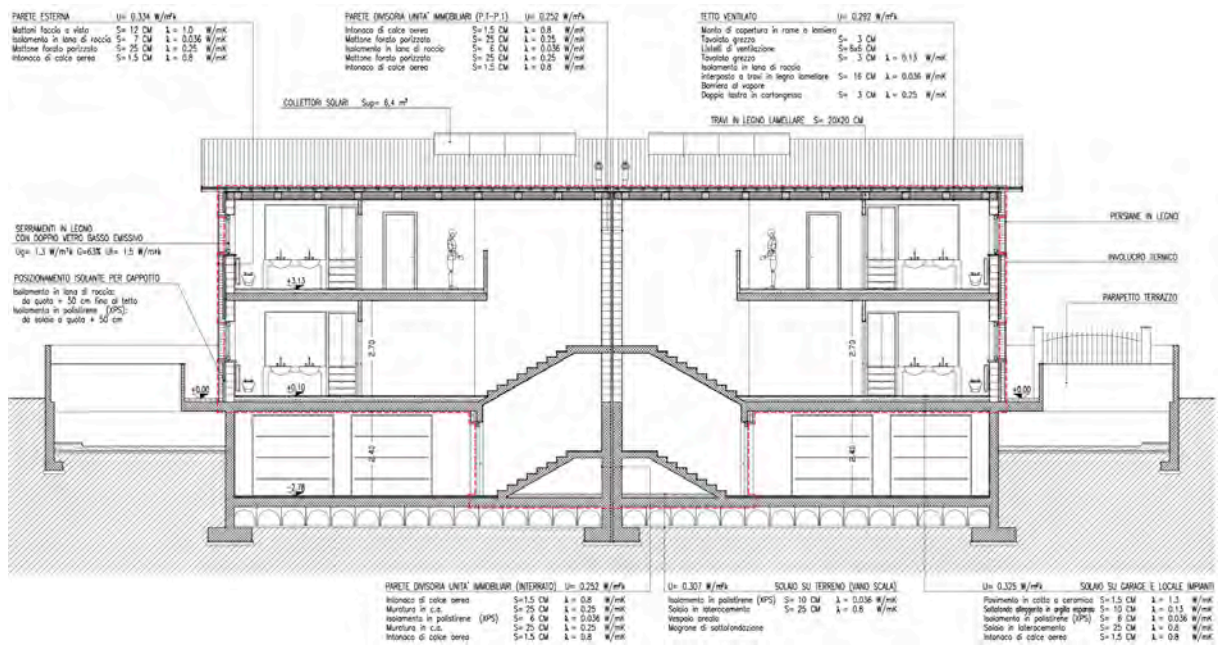 PARETE ESTERNA U= 0.334 W/m²k
Mattoni faccia a vista S= 12 CM λ = 1.0 W/mK
Isolamento in lana di roccia S= 7 CM λ = 0.036 W/mK
Mattone forato porizzato S= 25 CM λ = 0.25 W/mK
Intonaco di calce aerea S=1,5 CM λ = 0.8 W/mK
PARETE DIVISORIA UNITA' IMMOBILIARI (P.T-P.1) U= 0.252 W/m²k
Intonaco di calce aerea S=1,5 CM λ = 0.8 W/mK
Mattone forato porizzato S= 25 CM λ = 0.25 W/mK
Isolamento in lana di roccia S= 6 CM λ = 0.036 W/mK
Mattone forato porizzato S= 25 CM λ = 0.25 W/mK
Intonaco di calce aerea S=1,5 CM λ = 0.8 W/mK
TETTO VENTILATO U= 0.292 W/m²k
Manto di copertura in rame o lamiera
Tavolato grezzo S= 3 CM
Listelli di ventilazione S=6x6 CM
Tavolato grezzo S= 3 CM λ = 0.13 W/mK
Isolamento in lana di roccia
interposto a travi in legno lamellare S= 16 CM λ = 0.036 W/mK
Barriera al vapore
Doppia lastra in cartongesso S= 3 CM λ = 0.25 W/mK
COLLETTORI SOLARI Sup= 6,4 m²
TRAVI IN LEGNO LAMELLARE S= 20X20 CM
SERRAMENTI IN LEGNO
CON DOPPIO VETRO BASSO EMISSIVO
Ug= 1.3 W/m²k G=63% Uf= 1.5 W/m²k
POSIZIONAMENTO ISOLANTE PER CAPPOTTO
Isolamento in lana di roccia:
da quota + 50 cm fino al tetto
Isolamento in polistirene (XPS):
da solaio a quota + 50 cm
PERSIANE IN LEGNO
INVOLUCRO TERMICO
PARAPETTO TERRAZZO
+3,13
2.70
2.70
+0,00
+0,10
+0,00
2.42
2.42
-2,78
PARETE DIVISORIA UNITA' IMMOBILIARI (INTERRATO) U= 0.252 W/m²k
Intonaco di calce aerea S=1.5 CM λ = 0.8 W/mK
Muratura in c.a. S= 25 CM λ = 0.25 W/mK
Isolamento in polistirene (XPS) S= 6 CM λ = 0.036 W/mK
Muratura in c.a. S= 25 CM λ = 0.25 W/mK
Intonaco di calce aerea S=1.5 CM λ = 0.8 W/mK
U= 0.307 W/m²k SOLAIO SU TERRENO (VANO SCALA)
Isolamento in polistirene (XPS) S= 10 CM λ = 0.036 W/mK
Solaio in laterocemento S= 25 CM λ = 0.8 W/mK
Vespaio areato
Magrone di sottofondazione
U= 0.325 W/m²k SOLAIO SU GARAGE E LOCALE IMPIANTI
Pavimento in cotto o ceramica S=1,5 CM λ = 1.3 W/mK
Sottofondo alleggerito in argilla espansa S= 10 CM λ = 0.13 W/mK
Isolamento in polistirene (XPS) S= 8 CM λ = 0.036 W/mK
Solaio in laterocemento S= 25 CM λ = 0.8 W/mK
Intonaco di calce aerea S= 1,5 CM λ = 0.8 W/mK